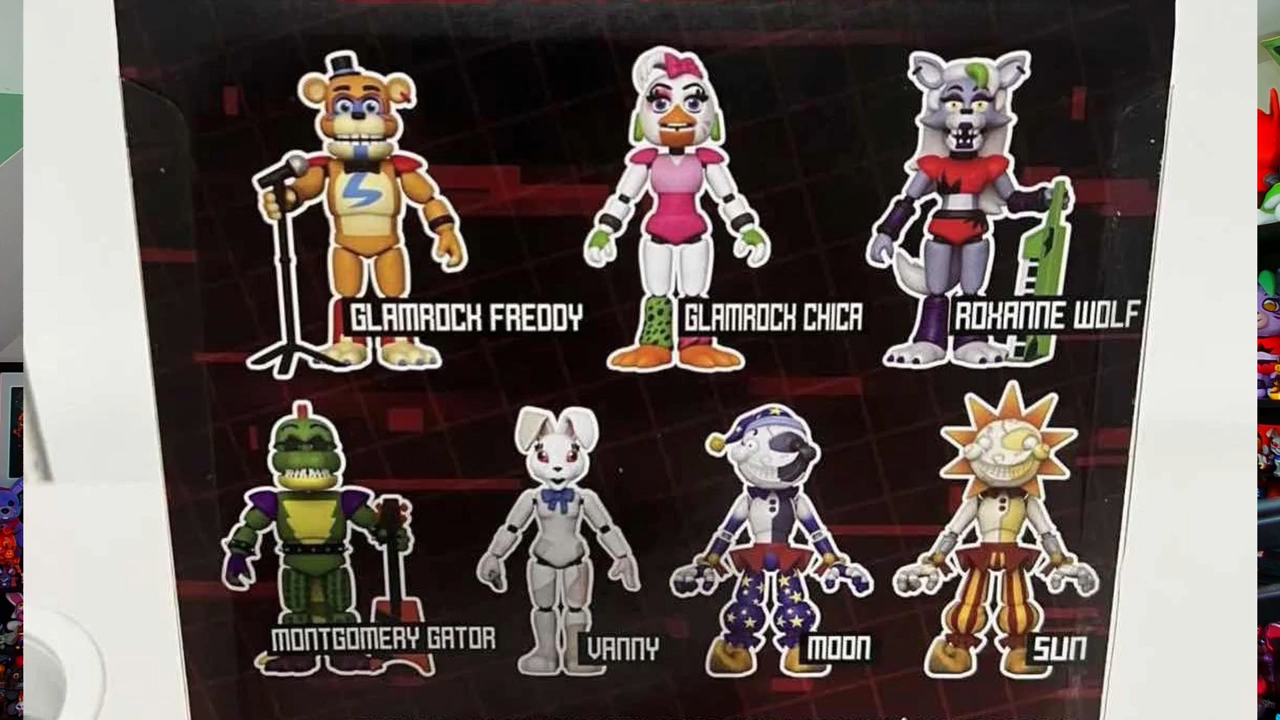 GLAMROCK FREDDY
GLAMROCK CHICA
ROXANNE WOLF
MONTGOMERY GATOR
VANNY
MOON
SUN